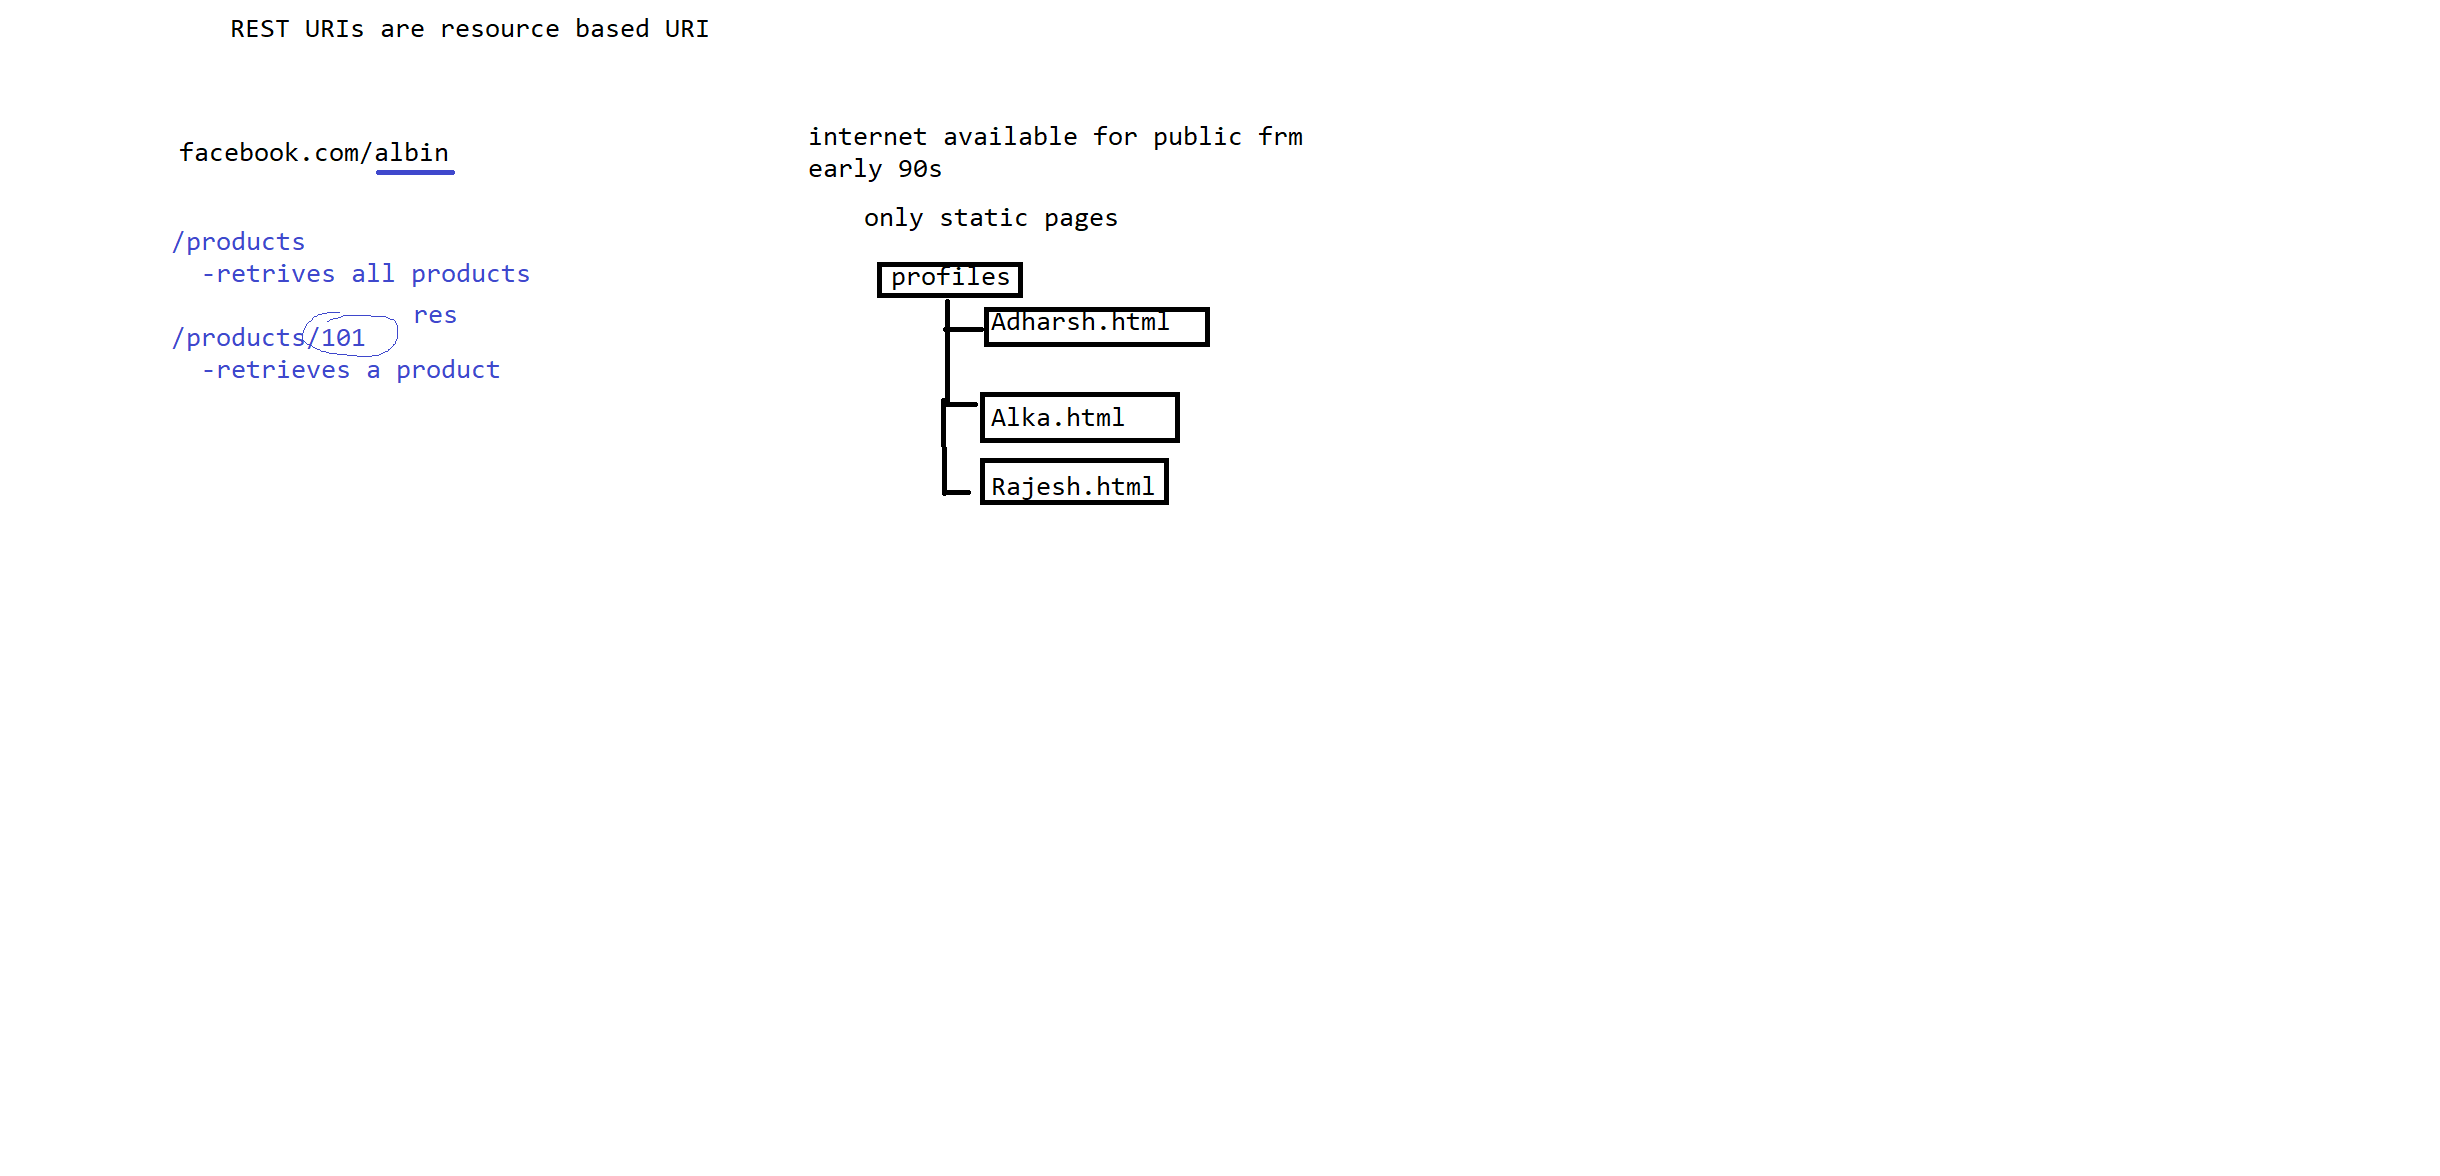 REST URIs are resource based URI
facebook.com/albin
/products
-retrives all products
res
/products/101
-retrieves a product
internet available for public frm
early 90s
only static pages
profiles
Adharsh.html
Alka.html
Rajesh.html